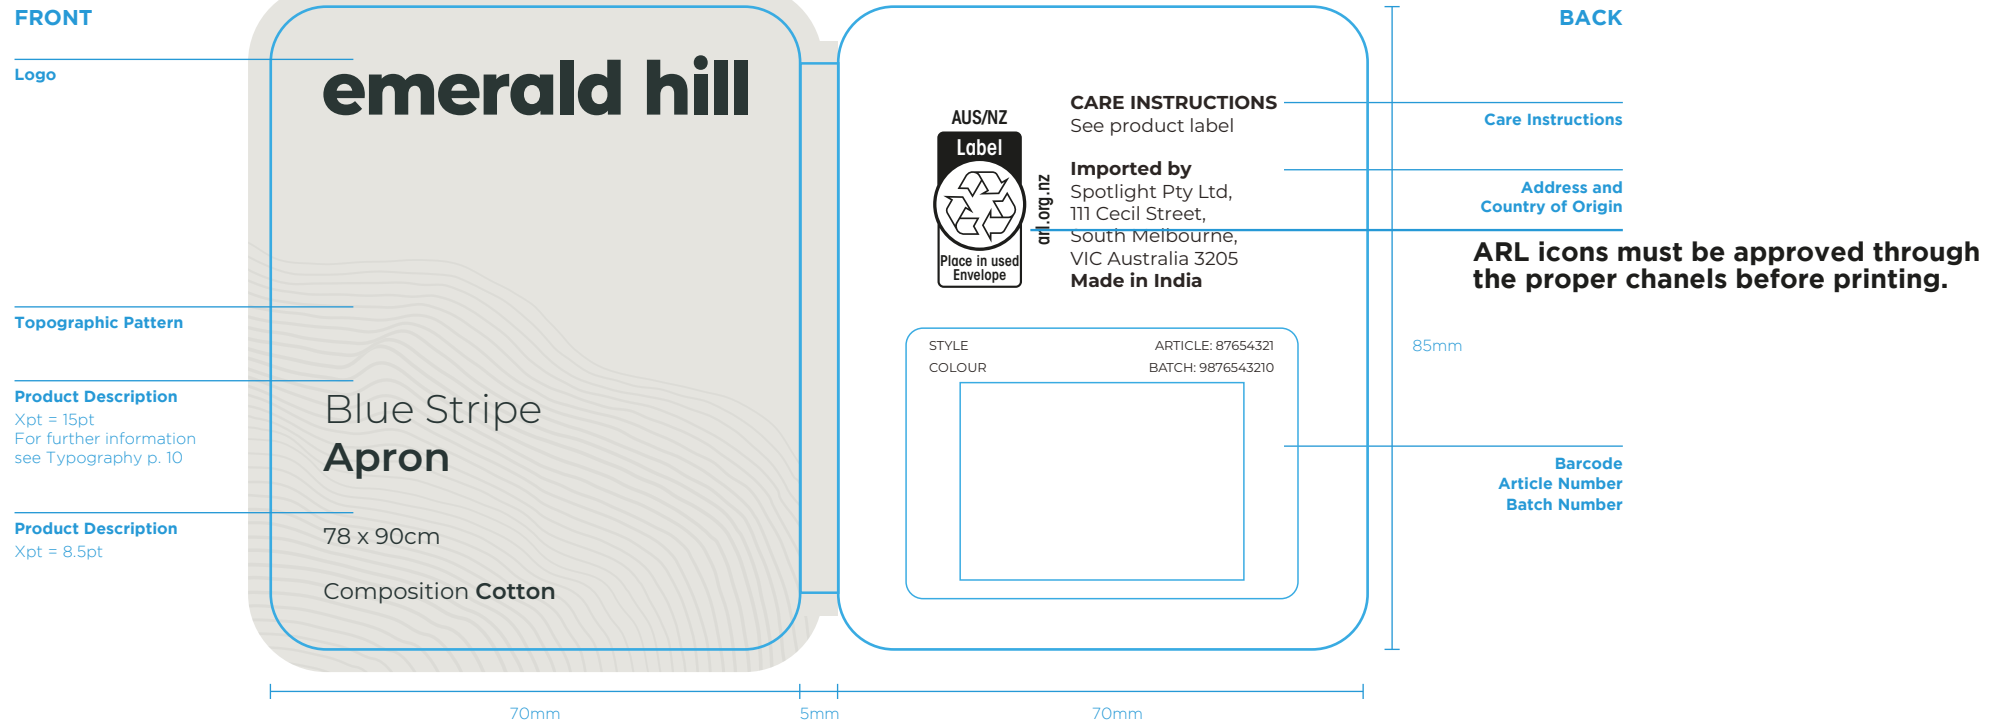 FRONT
Logo
Topographic Pattern
Product Description
Xpt = 15pt
For further information
see Typography p. 10
Product Description
Xpt = 8.5pt
emerald hill
Blue Stripe
Apron
78 x 90cm
Composition Cotton
70mm
5mm
70mm
AUS/NZ
Label
Place in used
Envelope
arl.org.nz
CARE INSTRUCTIONS
See product label
Imported by
Spotlight Pty Ltd,
111 Cecil Street,
South Melbourne,
VIC Australia 3205
Made in India
STYLE
ARTICLE: 87654321
COLOUR
BATCH: 9876543210
85mm
BACK
Care Instructions
Address and
Country of Origin
ARL icons must be approved through
the proper chanels before printing.
Barcode
Article Number
Batch Number